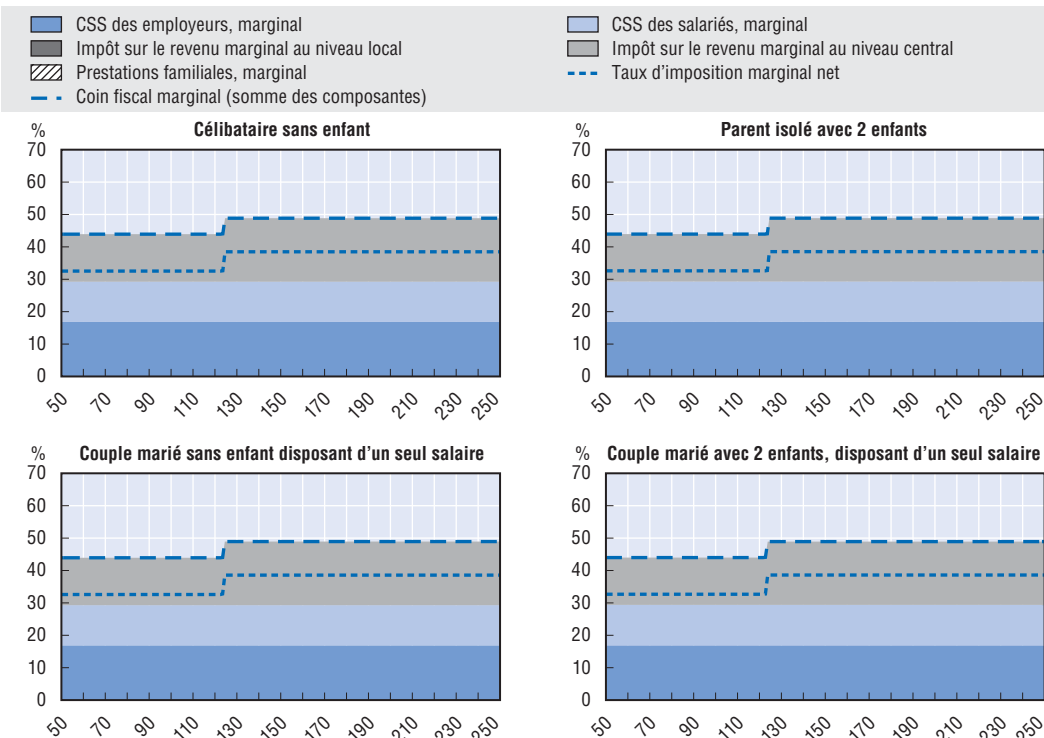 CSS des employeurs, marginal
CSS des salariés, marginal
Impôt sur le revenu marginal au niveau local
Impôt sur le revenu marginal au niveau central
Prestations familiales, marginal
Taux d'imposition marginal net
Coin fiscal marginal (somme des composantes)
Célibataire sans enfant
%
70
60
50
40
30
20
10
0
50 70 90 110 130 150 170 190 210 230 250
Parent isolé avec 2 enfants
%
70
60
50
40
30
20
10
0
50 70 90 110 130 150 170 190 210 230 250
Couple marié sans enfant disposant d'un seul salaire
%
70
60
50
40
30
20
10
0
50 70 90 110 130 150 170 190 210 230 250
Couple marié avec 2 enfants, disposant d'un seul salaire
%
70
60
50
40
30
20
10
0
50 70 90 110 130 150 170 190 210 230 250